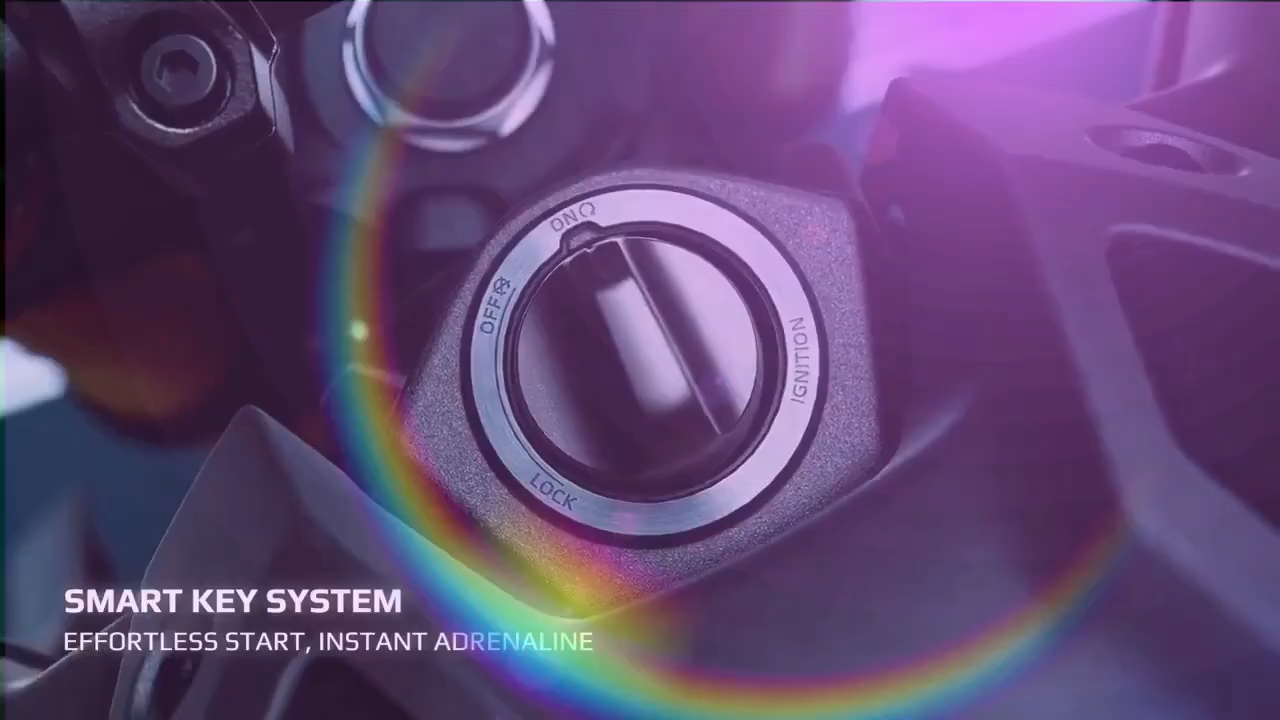 ON
OFF
IGNITION
LOCK
SMART KEY SYSTEM
EFFORTLESS START, INSTANT ADRENALINE